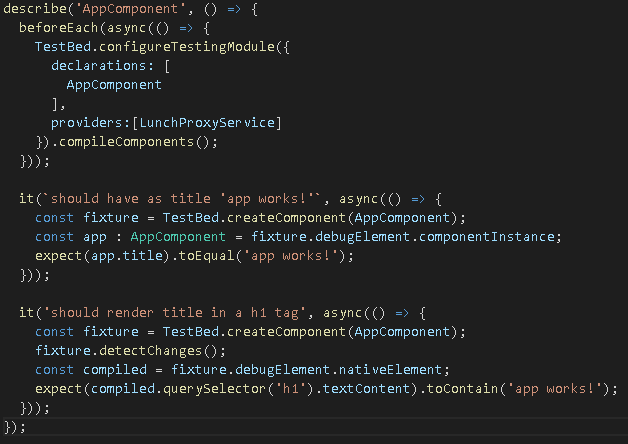 describe('AppComponent', () => {
  beforeEach(async(() => {
    TestBed.configureTestingModule({
      declarations: [
        AppComponent
      ],
      providers:[LunchProxyService]
    }).compileComponents();
  }));

  it(`should have as title 'app works!'`, async(() => {
    const fixture = TestBed.createComponent(AppComponent);
    const app : AppComponent = fixture.debugElement.componentInstance;
    expect(app.title).toEqual('app works!');
  }));

  it('should render title in a h1 tag', async(() => {
    const fixture = TestBed.createComponent(AppComponent);
    fixture.detectChanges();
    const compiled = fixture.debugElement.nativeElement;
    expect(compiled.querySelector('h1').textContent).toContain('app works!');
  }));
});